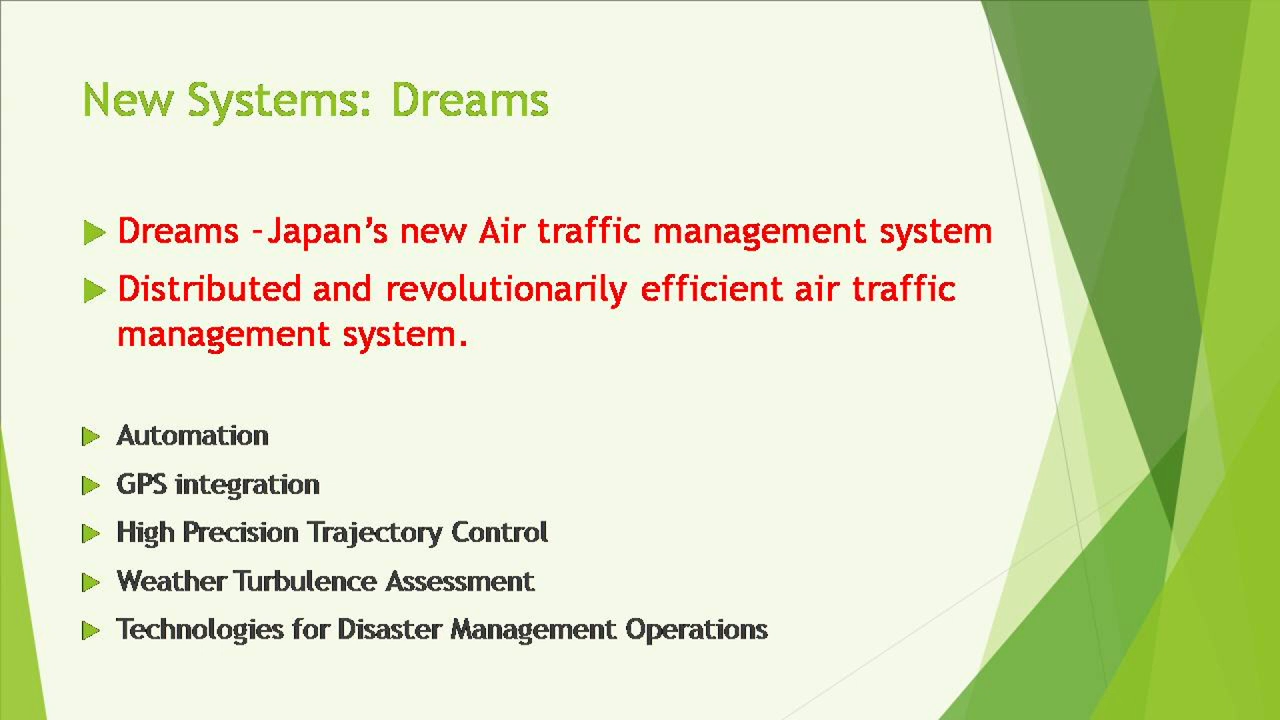 New Systems: Dreams
Dreams -Japan’s new Air traffic management system
Distributed and revolutionarily efficient air traffic
management system.
Automation
GPS integration
High Precision Trajectory Control
Weather Turbulence Assessment
Technologies for Disaster Management Operations